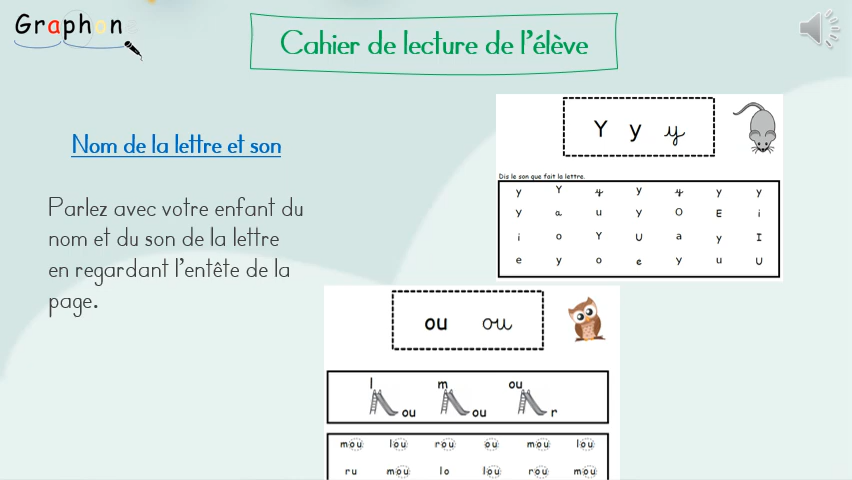 Graphon
Cahier de lecture de l'élève
Nom de la lettre et son
Parlez avec votre enfant du
nom et du son de la lettre
en regardant l'entête de la
page.
Y y y
Dis le son que fait la lettre.
y Y y y y y y
y a u y O E i
i o Y U a y I
e y o e y u U
ou ou
l ou m ou ou r
mou lou rou ou mou lou
ru mou lo lou rou mou